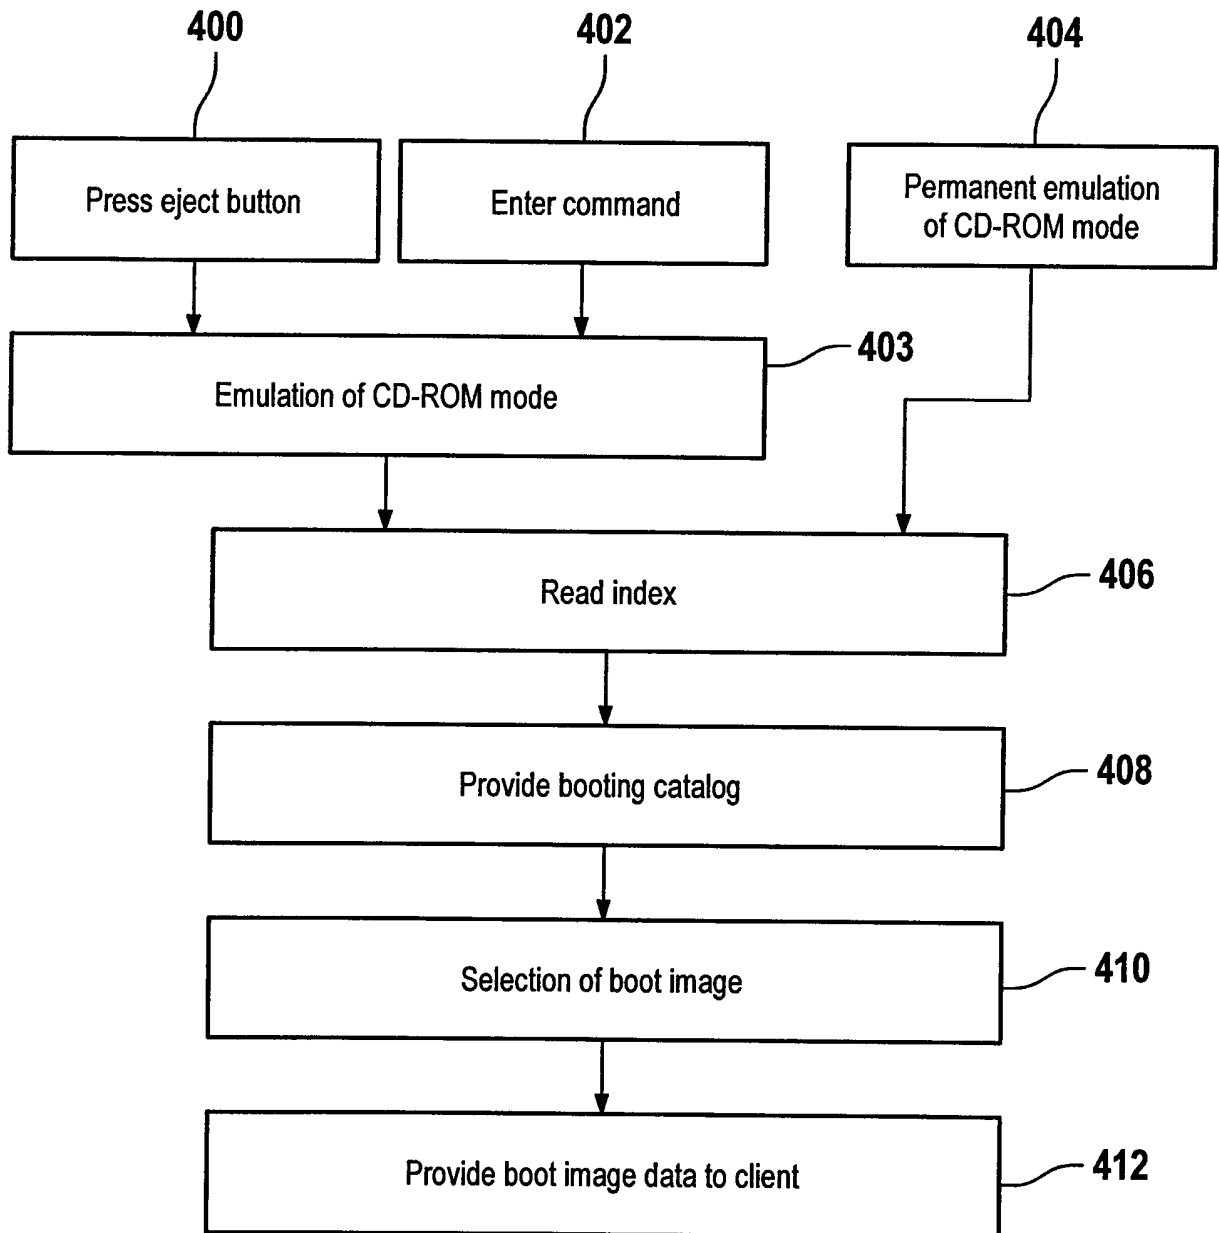 400
402
404
Press eject button
Enter command
Permanent emulation
of CD-ROM mode
403
Emulation of CD-ROM mode
406
Read index
408
Provide booting catalog
410
Selection of boot image
412
Provide boot image data to client